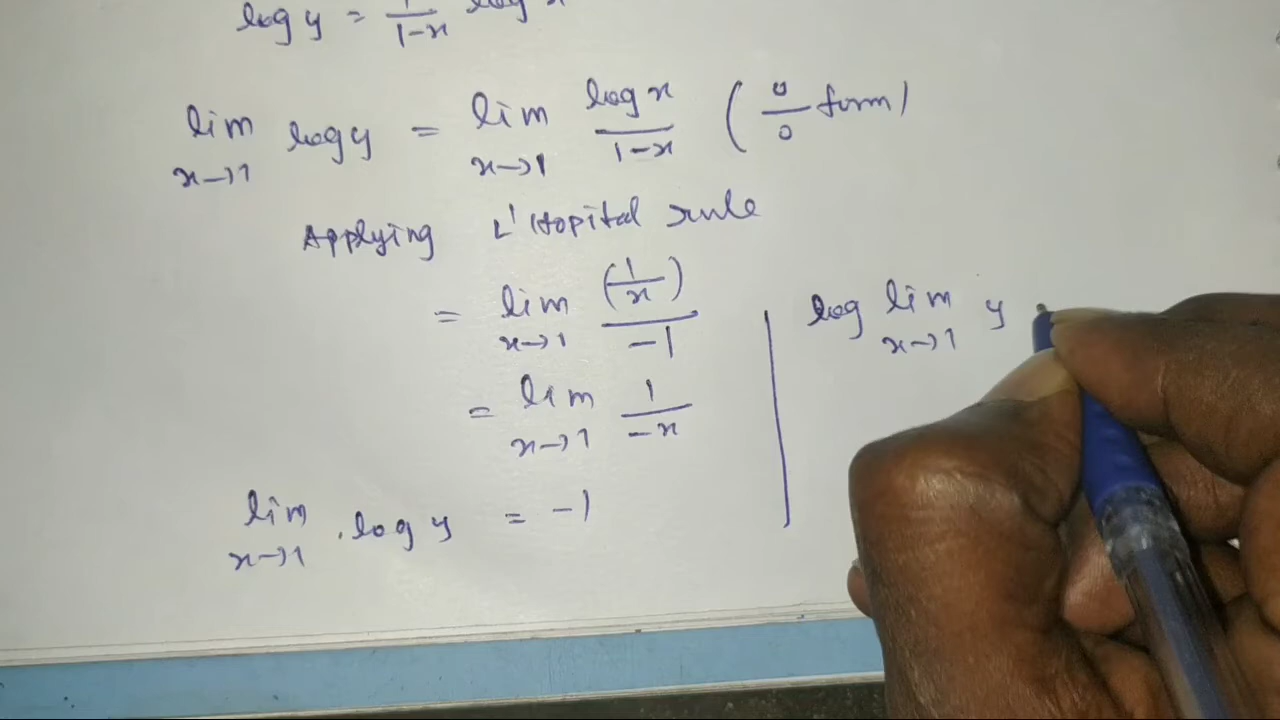 log y = 1/1-x log x
lim x→1 log y = lim x→1 log x / 1-x ( 0/0 form )
Applying L'Hopital rule
= lim x→1 (1/x) / -1
= lim x→1 1 / -x
lim x→1 . log y = -1
log lim x→1 y